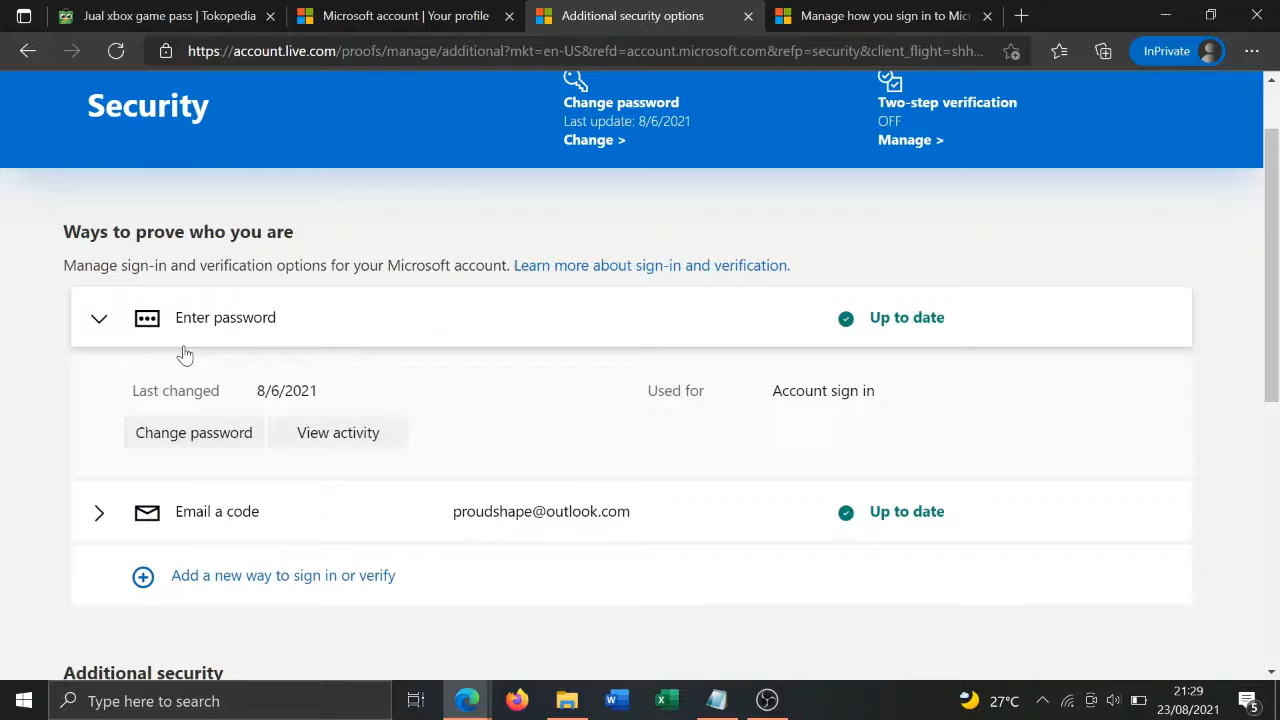 Jual xbox game pass | Tokopedia
Microsoft account | Your profile
Additional security options
Manage how you sign in to Micr
https://account.live.com/proofs/manage/additional?mkt=en-US&refd=account.microsoft.com&refp=security&client_flight=shh...
InPrivate
Security
Change password
Last update: 8/6/2021
Change >
Two-step verification
OFF
Manage >
Ways to prove who you are
Manage sign-in and verification options for your Microsoft account. Learn more about sign-in and verification.
Enter password
Up to date
Last changed 8/6/2021
Used for Account sign in
Change password
View activity
Email a code
proudshape@outlook.com
Up to date
Add a new way to sign in or verify
Additional security
Type here to search
27°C
21:29
23/08/2021
5